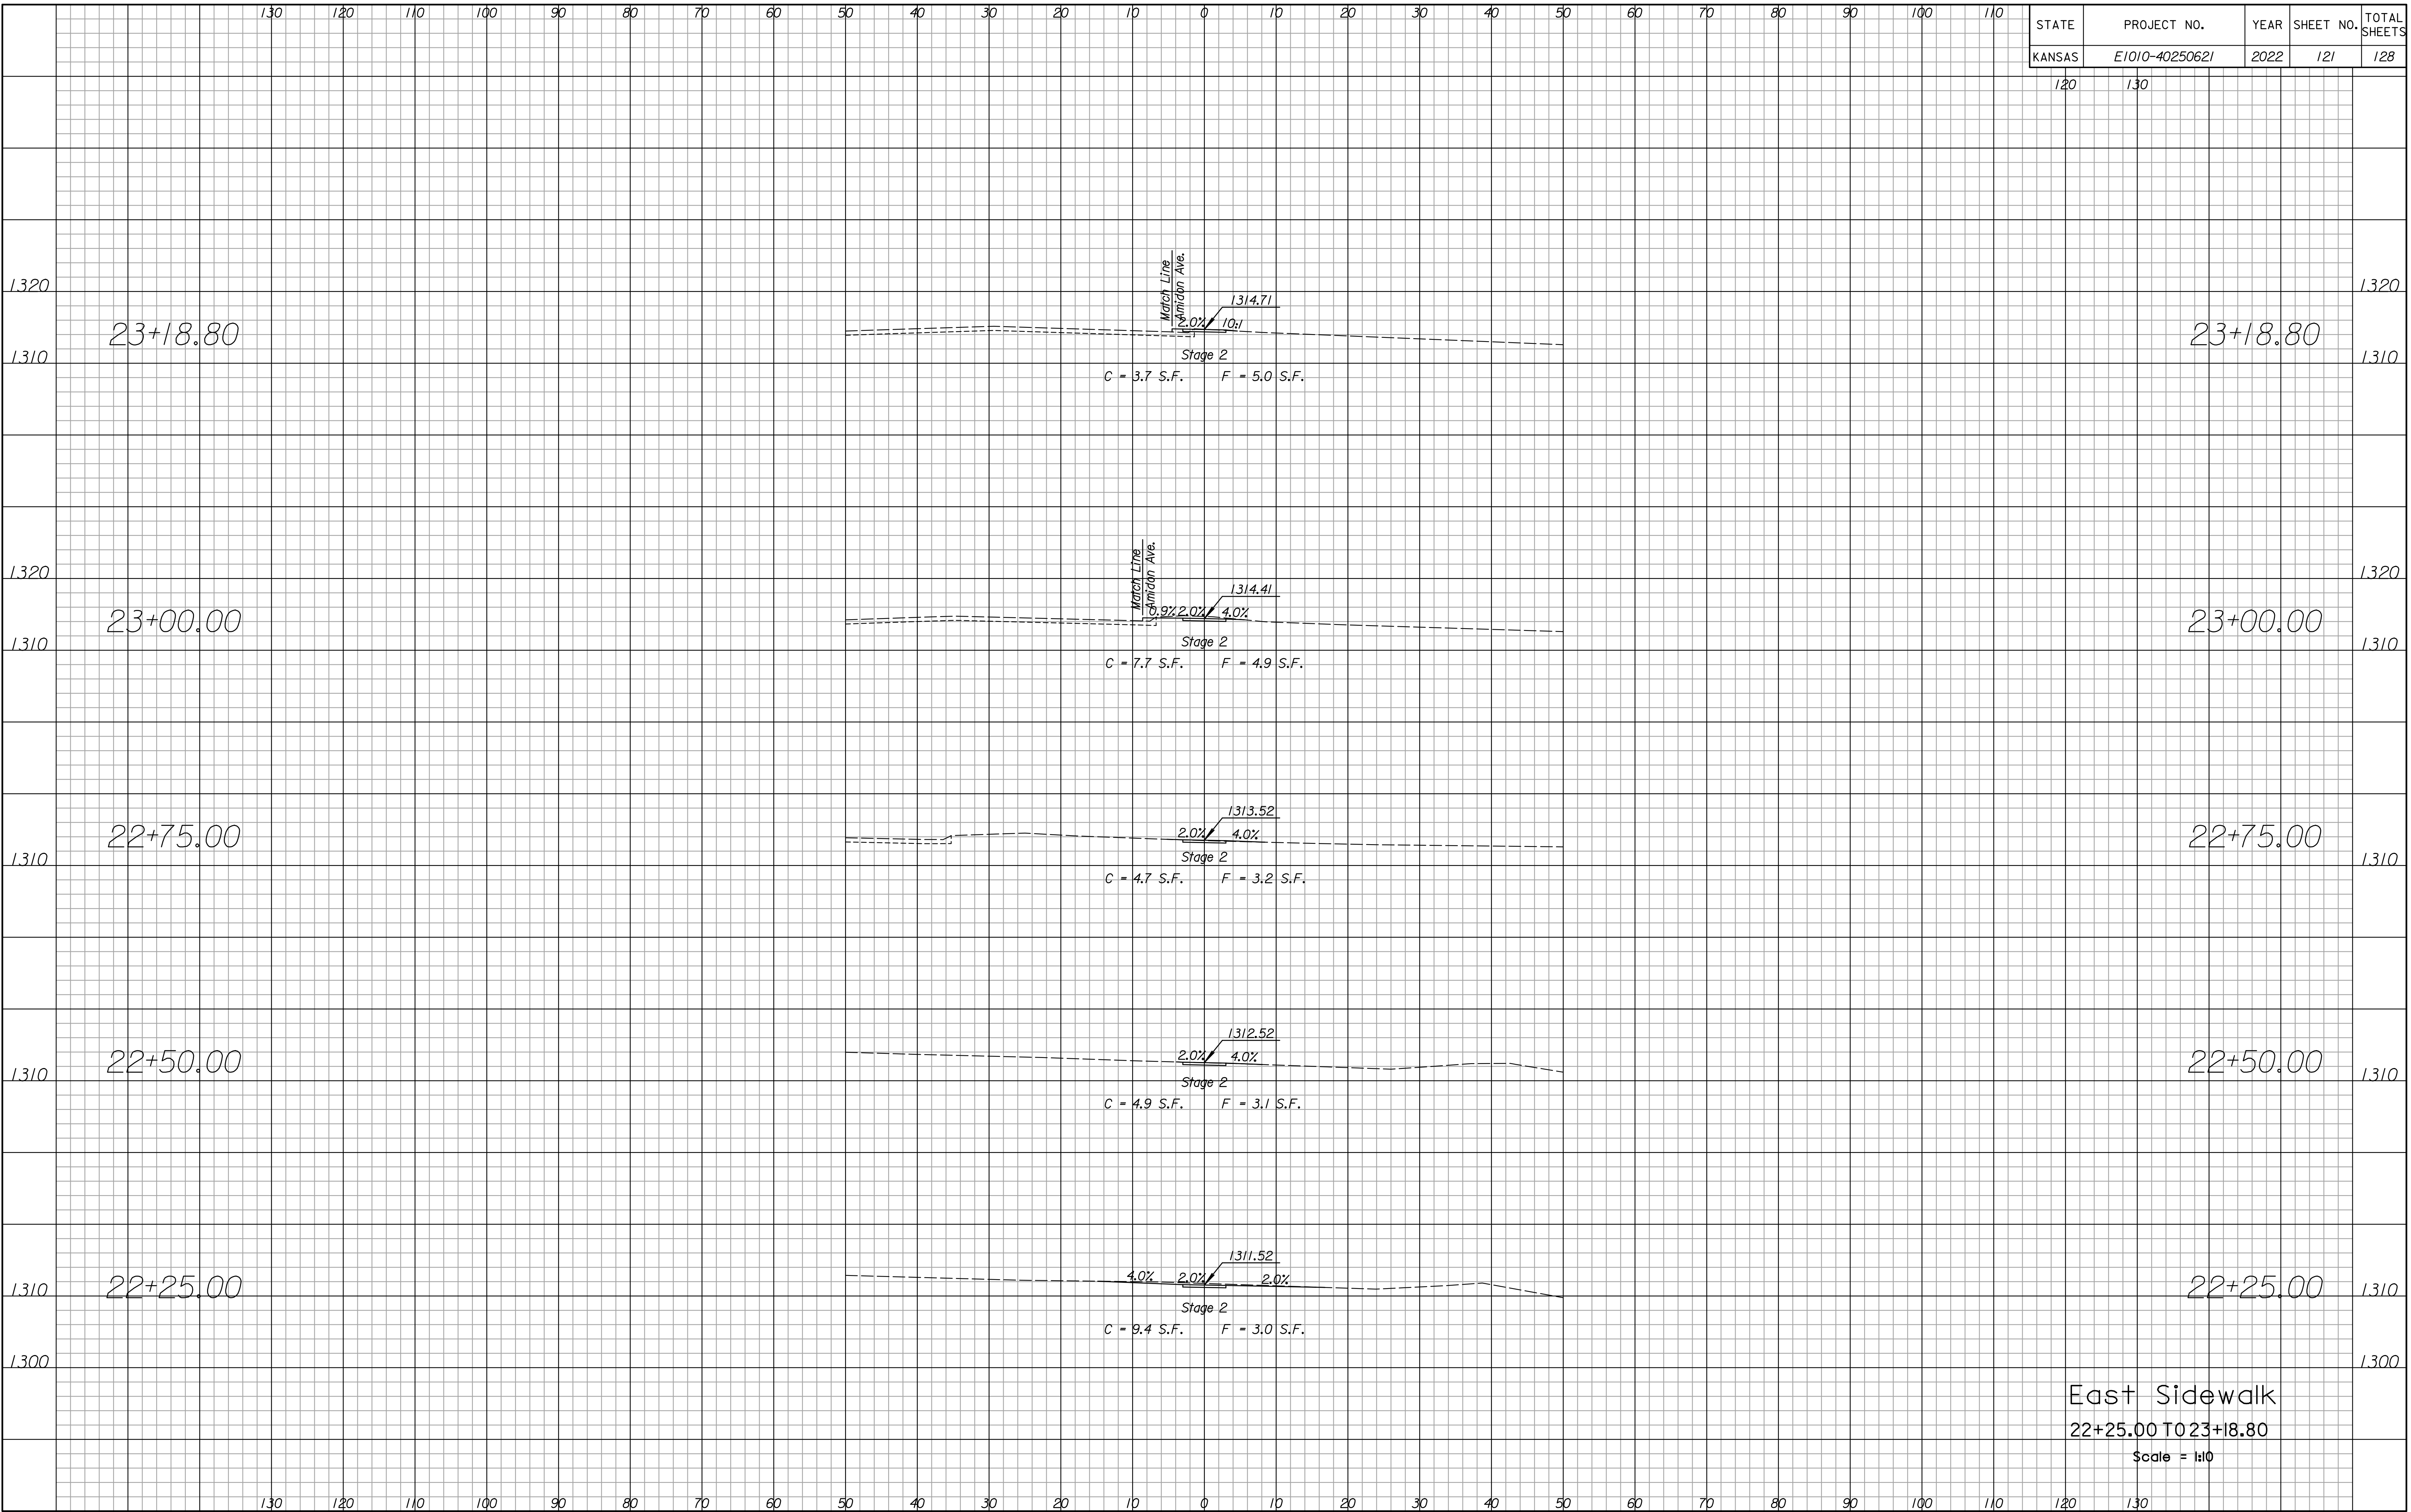 130 120 110 100 90 80 70 60 50 40 30 20 10 0 10 20 30 40 50 60 70 80 90 100 110
STATE PROJECT NO. YEAR SHEET NO. TOTAL SHEETS
KANSAS E1010-40250621 2022 121 128
120 130
Match Line
Amidon Ave.
1320 1320
1314.71
23+18.80 2.0% 10:1 23+18.80
1310 1310
Stage 2
C = 3.7 S.F. F = 5.0 S.F.
Match Line
Amidon Ave.
1320 1320
1314.41
23+00.00 0.9% 2.0% 4.0% 23+00.00
1310 1310
Stage 2
C = 7.7 S.F. F = 4.9 S.F.
1313.52
22+75.00 2.0% 4.0% 22+75.00
1310 1310
Stage 2
C = 4.7 S.F. F = 3.2 S.F.
1312.52
22+50.00 2.0% 4.0% 22+50.00
1310 1310
Stage 2
C = 4.9 S.F. F = 3.1 S.F.
1311.52
4.0% 2.0% 2.0%
1310 22+25.00 22+25.00 1310
Stage 2
C = 9.4 S.F. F = 3.0 S.F.
1300 1300
East Sidewalk
22+25.00 TO 23+18.80
Scale = 1:10
130 120 110 100 90 80 70 60 50 40 30 20 10 0 10 20 30 40 50 60 70 80 90 100 110 120 130